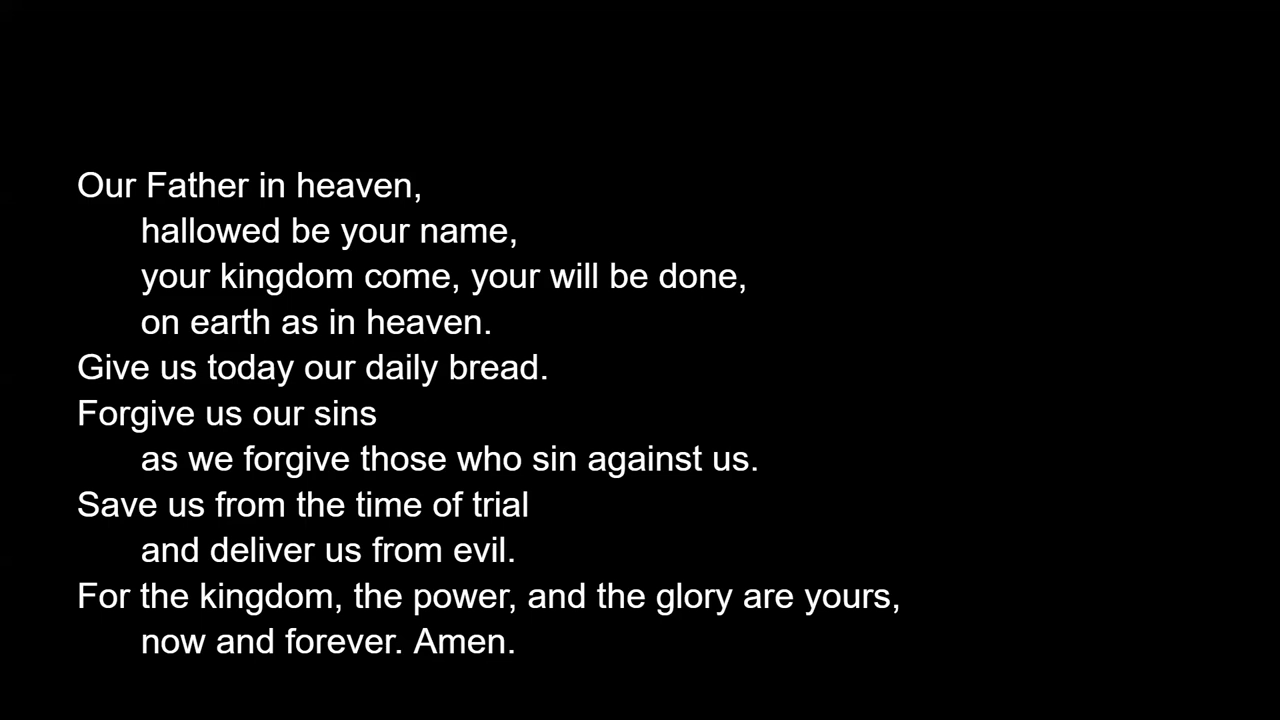 Our Father in heaven,
hallowed be your name,
your kingdom come, your will be done,
on earth as in heaven.
Give us today our daily bread.
Forgive us our sins
as we forgive those who sin against us.
Save us from the time of trial
and deliver us from evil.
For the kingdom, the power, and the glory are yours,
now and forever. Amen.